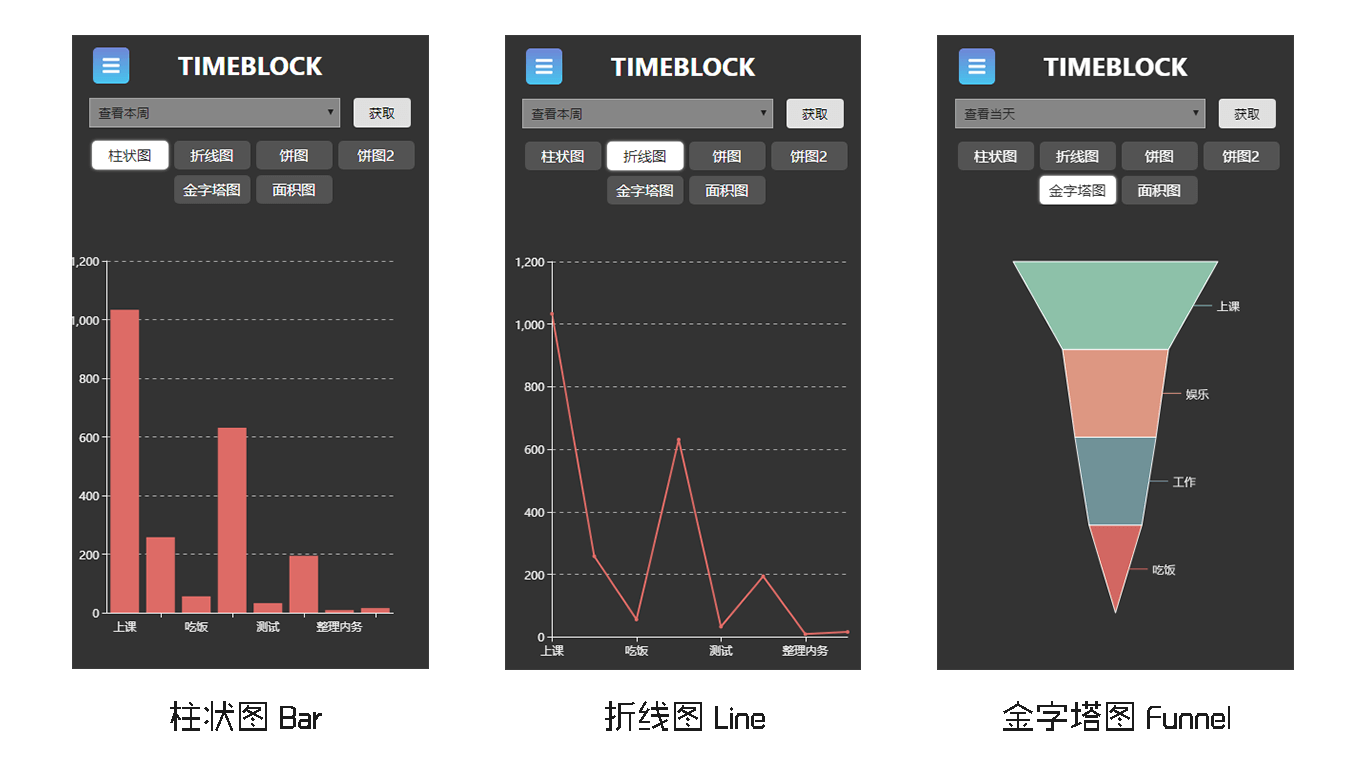 TIMEBLOCK
查看本周
获取
柱状图 折线图 饼图 饼图2
金字塔图 面积图
1,200
1,000
800
600
400
200
0
上课 吃饭 测试 整理内务
柱状图 Bar
TIMEBLOCK
查看本周
获取
柱状图 折线图 饼图 饼图2
金字塔图 面积图
1,200
1,000
800
600
400
200
0
上课 吃饭 测试 整理内务
折线图 Line
TIMEBLOCK
查看当天
获取
柱状图 折线图 饼图 饼图2
金字塔图 面积图
上课
娱乐
工作
吃饭
金字塔图 Funnel